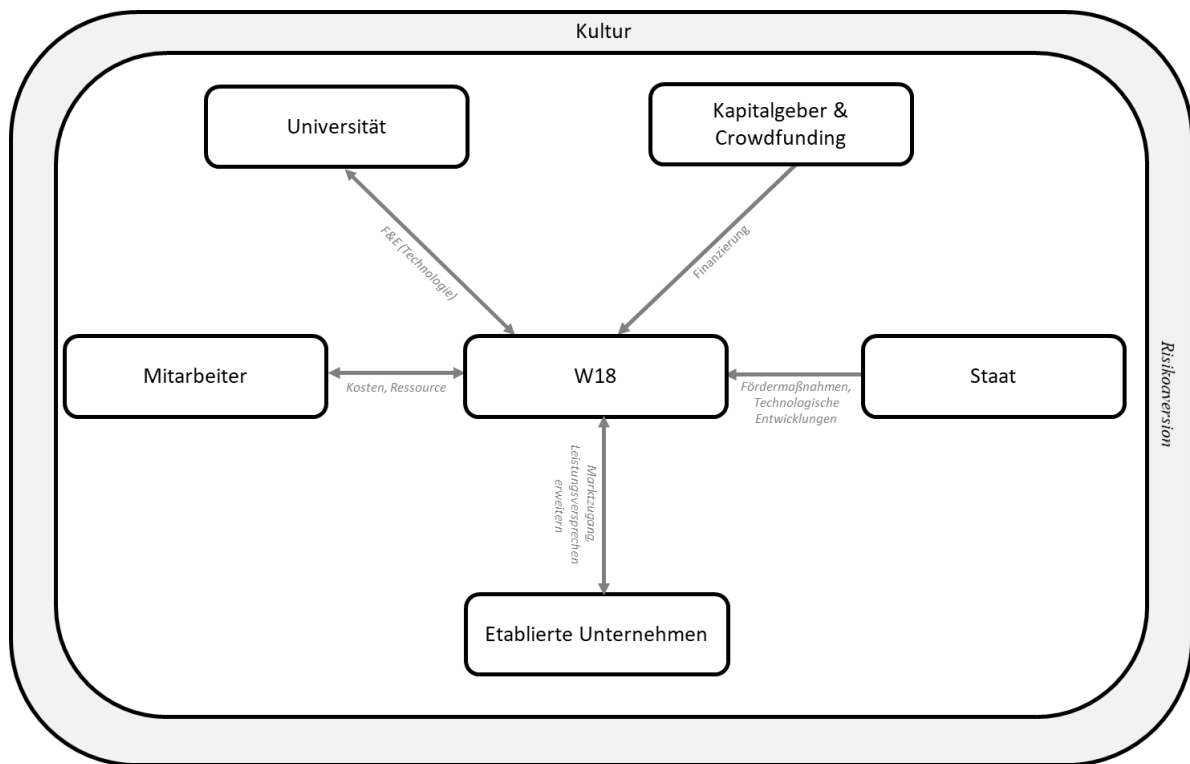 Kultur
Universität
Kapitalgeber &
Crowdfunding
F&E (Technologie)
Finanzierung
Mitarbeiter
Kosten, Ressource
W18
Fördermaßnahmen,
Technologische
Entwicklungen
Staat
Risikoaversion
Marktzugang,
Leistungsversprechen
erweitern
Etablierte Unternehmen